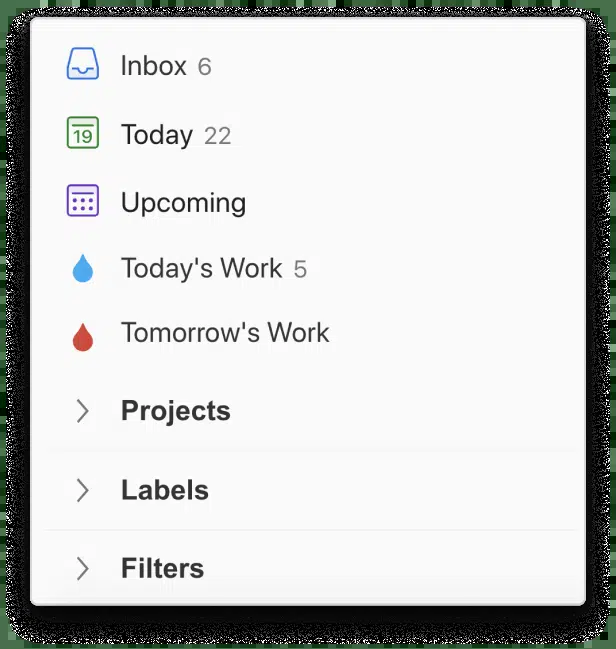 Inbox 6
19
Today 22
Upcoming
Today's Work 5
Tomorrow's Work
Projects
Labels
Filters